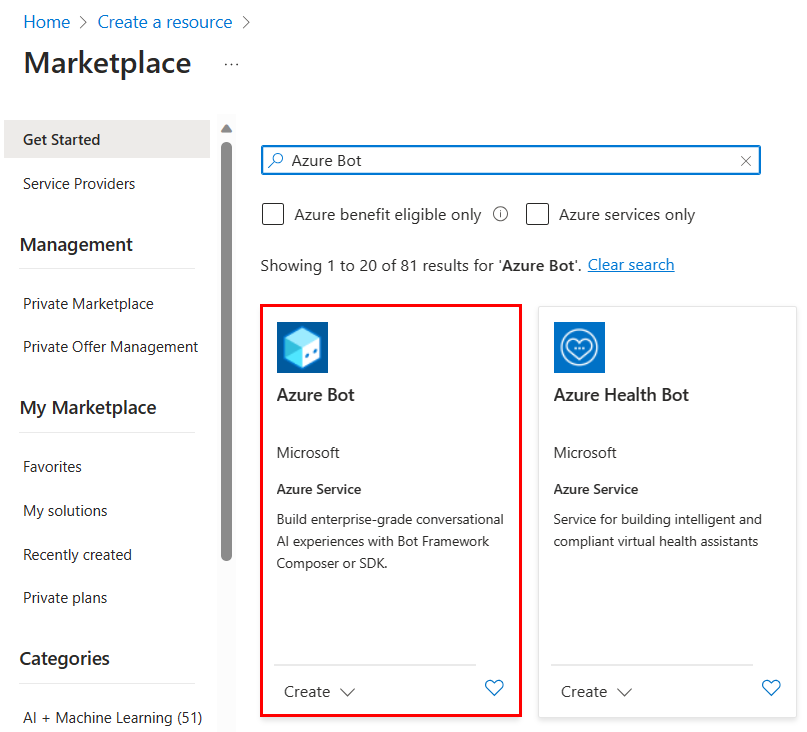 Home > Create a resource >
Marketplace ...
Get Started
Service Providers
Management
Private Marketplace
Private Offer Management
My Marketplace
Favorites
My solutions
Recently created
Private plans
Categories
AI + Machine Learning (51)
Azure Bot
Azure benefit eligible only
Azure services only
Showing 1 to 20 of 81 results for 'Azure Bot'. Clear search
Azure Bot
Microsoft
Azure Service
Build enterprise-grade conversational
AI experiences with Bot Framework
Composer or SDK.
Create
Azure Health Bot
Microsoft
Azure Service
Service for building intelligent and
compliant virtual health assistants
Create